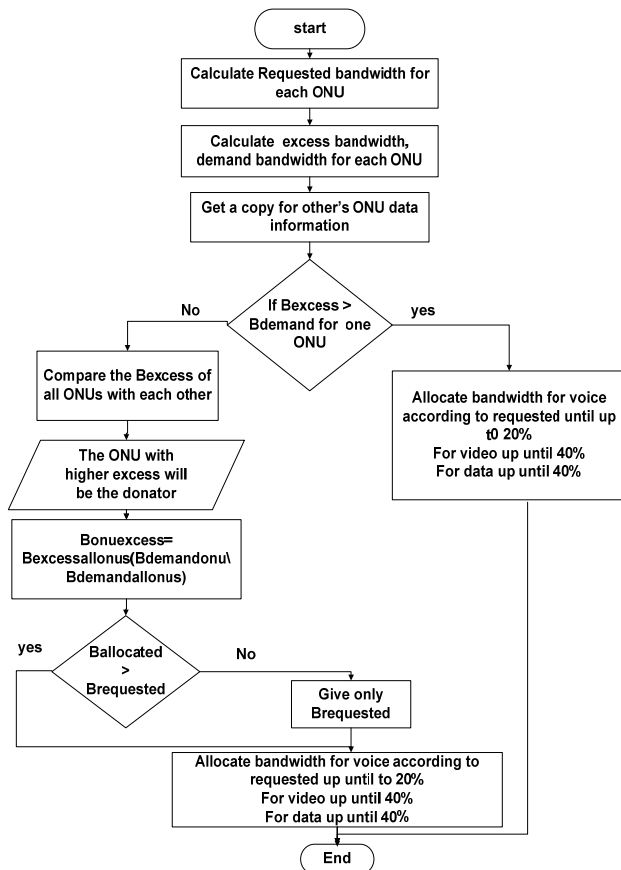 start
Calculate Requested bandwidth for
each ONU
Calculate excess bandwidth,
demand bandwidth for each ONU
Get a copy for other's ONU data
information
If Bexcess >
Bdemand for one
ONU
No
yes
Compare the Bexcess of
all ONUs with each other
Allocate bandwidth for voice
according to requested until up
t0 20%
For video up until 40%
For data up until 40%
The ONU with
higher excess will
be the donator
Bonuexcess=
Bexcessallonus(Bdemandonu\
Bdemandallonus)
yes
Ballocated
>
Brequested
No
Give only
Brequested
Allocate bandwidth for voice according to
requested up until to 20%
For video up until 40%
For data up until 40%
End